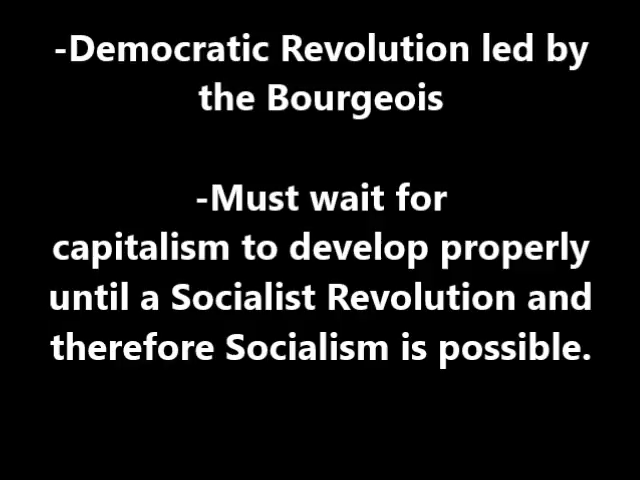 -Democratic Revolution led by
the Bourgeois
-Must wait for
capitalism to develop properly
until a Socialist Revolution and
therefore Socialism is possible.